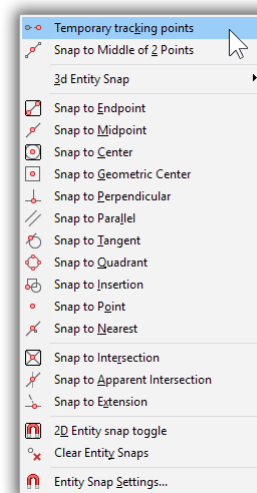 Temporary tracking points
Snap to Middle of 2 Points
3d Entity Snap
Snap to Endpoint
Snap to Midpoint
Snap to Center
Snap to Geometric Center
Snap to Perpendicular
Snap to Parallel
Snap to Tangent
Snap to Quadrant
Snap to Insertion
Snap to Point
Snap to Nearest
Snap to Intersection
Snap to Apparent Intersection
Snap to Extension
2D Entity snap toggle
Clear Entity Snaps
Entity Snap Settings...